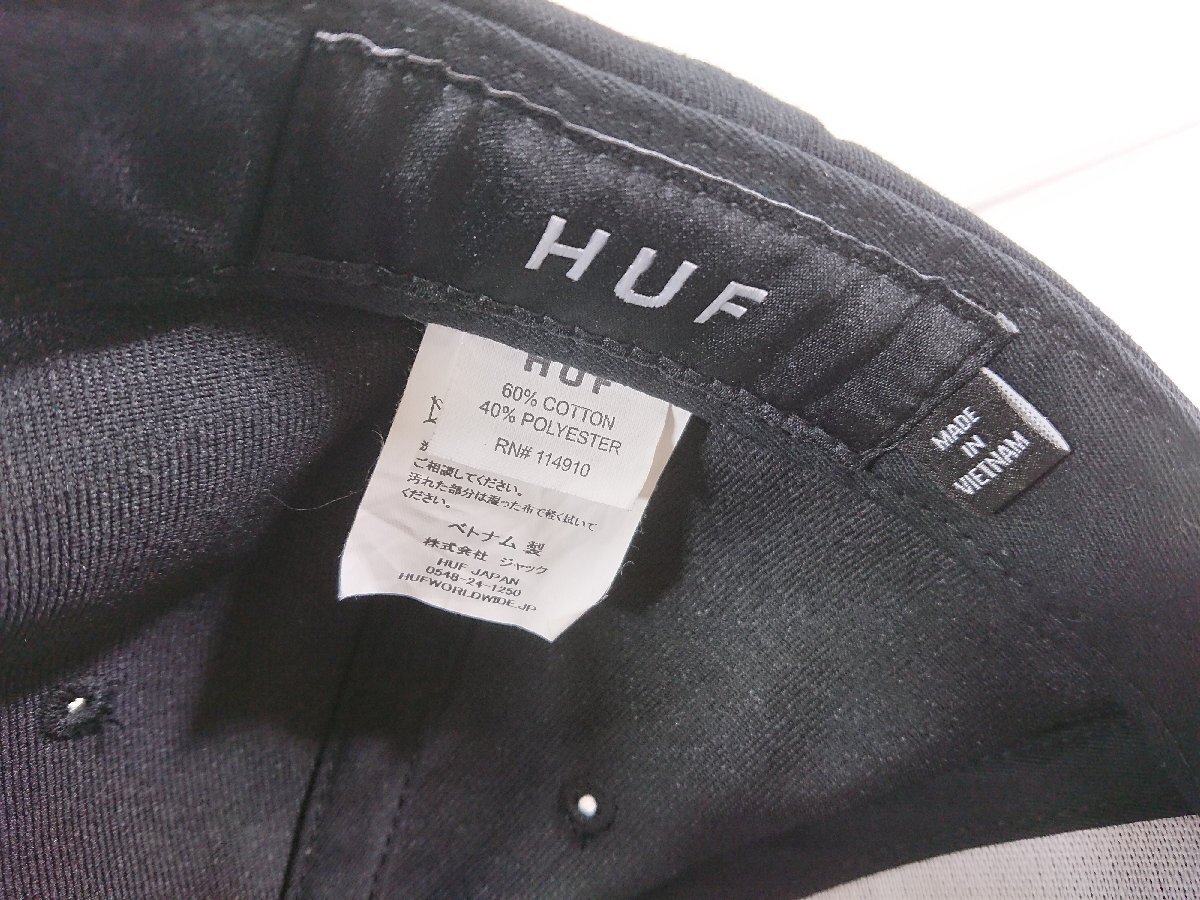 HUF
MADE
IN
VIETNAM
HUF
60% COTTON
40% POLYESTER
RN# 114910
ご相談してください。
汚れた部分は湿った布で軽く拭いて
ください。
ベトナム 製
株式会社 ジャック
HUF JAPAN
0548-24-1250
HUFWORLDWIDE.JP